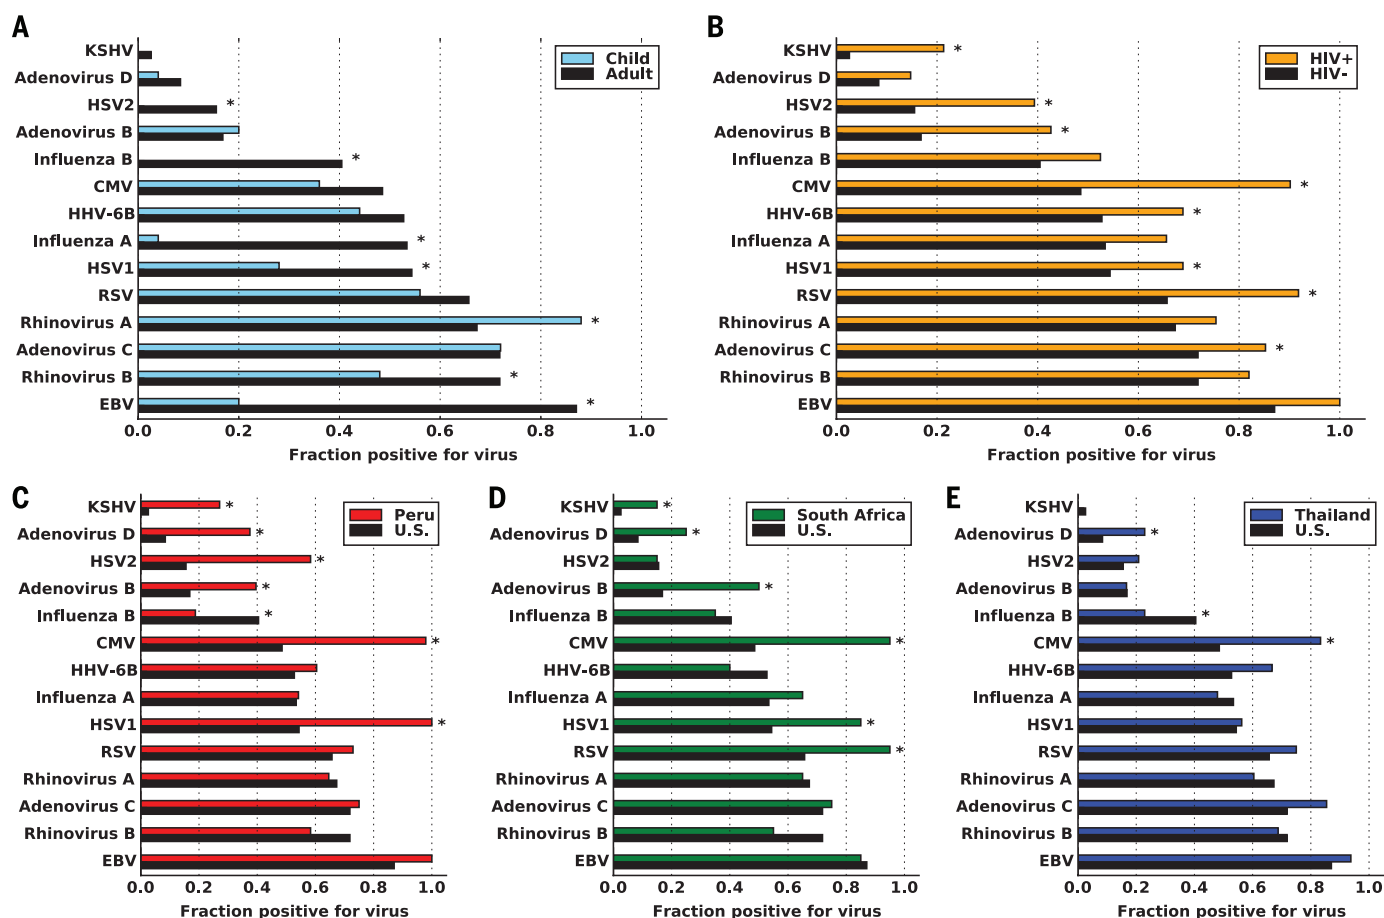 A
KSHV
Adenovirus D
HSV2 *
Adenovirus B
Influenza B *
CMV
HHV-6B
Influenza A *
HSV1 *
RSV
Rhinovirus A *
Adenovirus C
Rhinovirus B *
EBV *
Child
Adult
0.0 0.2 0.4 0.6 0.8 1.0
Fraction positive for virus
B
KSHV *
Adenovirus D
HSV2 *
Adenovirus B *
Influenza B
CMV *
HHV-6B *
Influenza A
HSV1 *
RSV *
Rhinovirus A
Adenovirus C *
Rhinovirus B
EBV
HIV+
HIV-
0.0 0.2 0.4 0.6 0.8 1.0
Fraction positive for virus
C
KSHV *
Adenovirus D *
HSV2 *
Adenovirus B *
Influenza B *
CMV *
HHV-6B
Influenza A
HSV1 *
RSV
Rhinovirus A
Adenovirus C
Rhinovirus B
EBV
Peru
U.S.
0.0 0.2 0.4 0.6 0.8 1.0
Fraction positive for virus
D
KSHV *
Adenovirus D *
HSV2
Adenovirus B *
Influenza B
CMV *
HHV-6B
Influenza A
HSV1 *
RSV *
Rhinovirus A
Adenovirus C
Rhinovirus B
EBV
South Africa
U.S.
0.0 0.2 0.4 0.6 0.8 1.0
Fraction positive for virus
E
KSHV
Adenovirus D *
HSV2
Adenovirus B
Influenza B *
CMV *
HHV-6B
Influenza A
HSV1
RSV
Rhinovirus A
Adenovirus C
Rhinovirus B
EBV
Thailand
U.S.
0.0 0.2 0.4 0.6 0.8 1.0
Fraction positive for virus